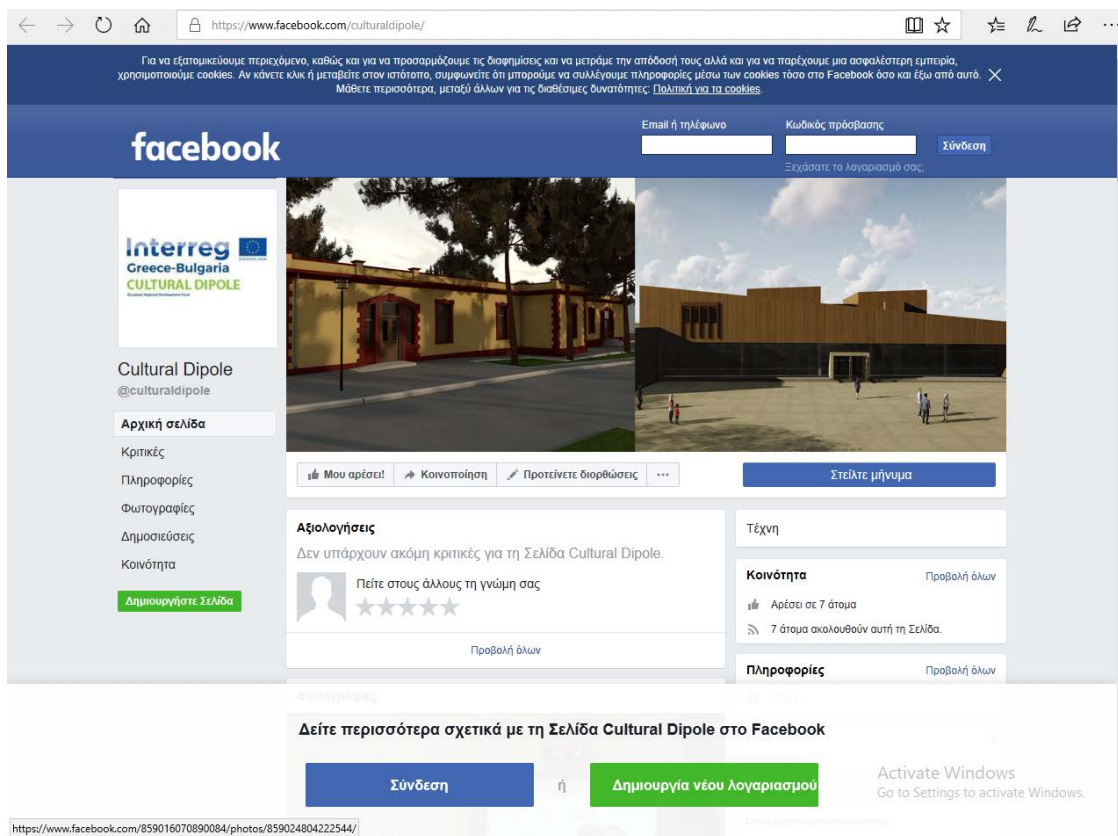 https://www.facebook.com/culturaldipole/
Για να εξατομικεύουμε περιεχόμενο, καθώς και για να προσαρμόζουμε τις διαφημίσεις και να μετράμε την απόδοσή τους αλλά και για να παρέχουμε μια ασφαλέστερη εμπειρία,
χρησιμοποιούμε cookies. Αν κάνετε κλικ ή μεταβείτε στον ιστότοπο, συμφωνείτε ότι μπορούμε να συλλέγουμε πληροφορίες μέσω των cookies τόσο στο Facebook όσο και έξω από αυτό.
Μάθετε περισσότερα, μεταξύ άλλων για τις διαθέσιμες δυνατότητες: Πολιτική για τα cookies.
facebook
Email ή τηλέφωνο
Κωδικός πρόσβασης
Σύνδεση
Ξεχάσατε το λογαριασμό σας;
Interreg
Greece-Bulgaria
CULTURAL DIPOLE
European Regional Development Fund
Cultural Dipole
@culturaldipole
Αρχική σελίδα
Κριτικές
Πληροφορίες
Φωτογραφίες
Δημοσιεύσεις
Κοινότητα
Δημιουργήστε Σελίδα
Μου αρέσει!
Κοινοποίηση
Προτείνετε διορθώσεις
Στείλτε μήνυμα
Αξιολογήσεις
Δεν υπάρχουν ακόμη κριτικές για τη Σελίδα Cultural Dipole.
Πείτε στους άλλους τη γνώμη σας
Προβολή όλων
Τέχνη
Κοινότητα Προβολή όλων
Αρέσει σε 7 άτομα
7 άτομα ακολουθούν αυτή τη Σελίδα.
Πληροφορίες Προβολή όλων
Φωτογραφίες
Δείτε περισσότερα σχετικά με τη Σελίδα Cultural Dipole στο Facebook
Σύνδεση ή Δημιουργία νέου λογαριασμού
Activate Windows
Go to Settings to activate Windows.
https://www.facebook.com/859016070890084/photos/859024804222544/